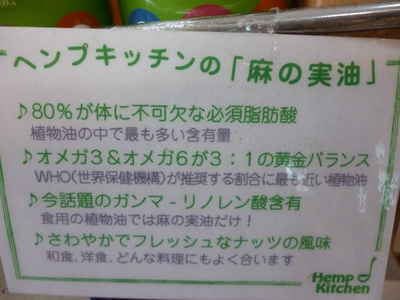 ヘンプキッチンの「麻の実油」
♪80%が体に不可欠な必須脂肪酸
植物油の中で最も多い含有量
♪オメガ3&オメガ6が3:1の黄金バランス
WHO(世界保健機構)が推奨する割合に最も近い植物油
♪今話題のガンマ-リノレン酸含有
食用の植物油では麻の実油だけ!
♪さわやかでフレッシュなナッツの風味
和食、洋食、どんな料理にもよく合います
Hemp
Kitchen